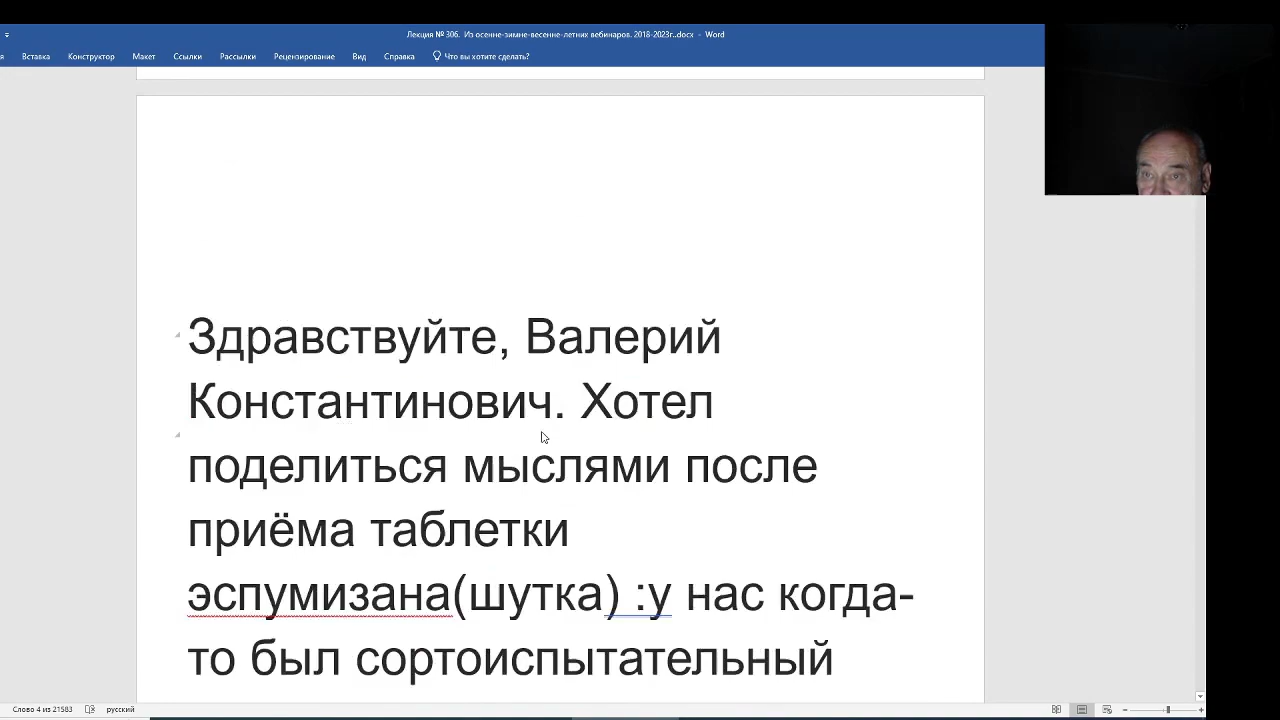 Лекция № 306. Из осенне-зимне-весенне-летних вебинаров. 2018-2023г..docx - Word
я Вставка Конструктор Макет Ссылки Рассылки Рецензирование Вид Справка Что вы хотите сделать?
Здравствуйте, Валерий
Константинович. Хотел
поделиться мыслями после
приёма таблетки
эспумизана(шутка) :у нас когда-
то был сортоиспытательный
Слово 4 из 21583 русский